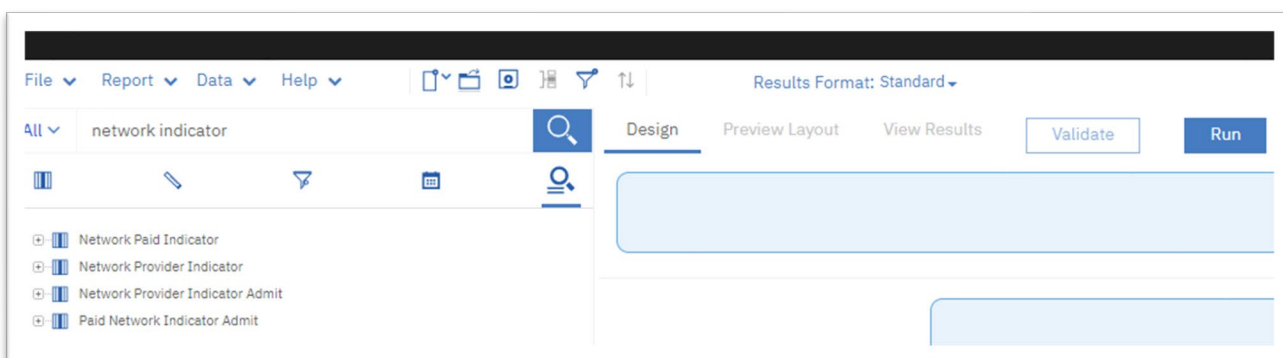 File Report Data Help Results Format: Standard
All network indicator Design Preview Layout View Results Validate Run
Network Paid Indicator
Network Provider Indicator
Network Provider Indicator Admit
Paid Network Indicator Admit